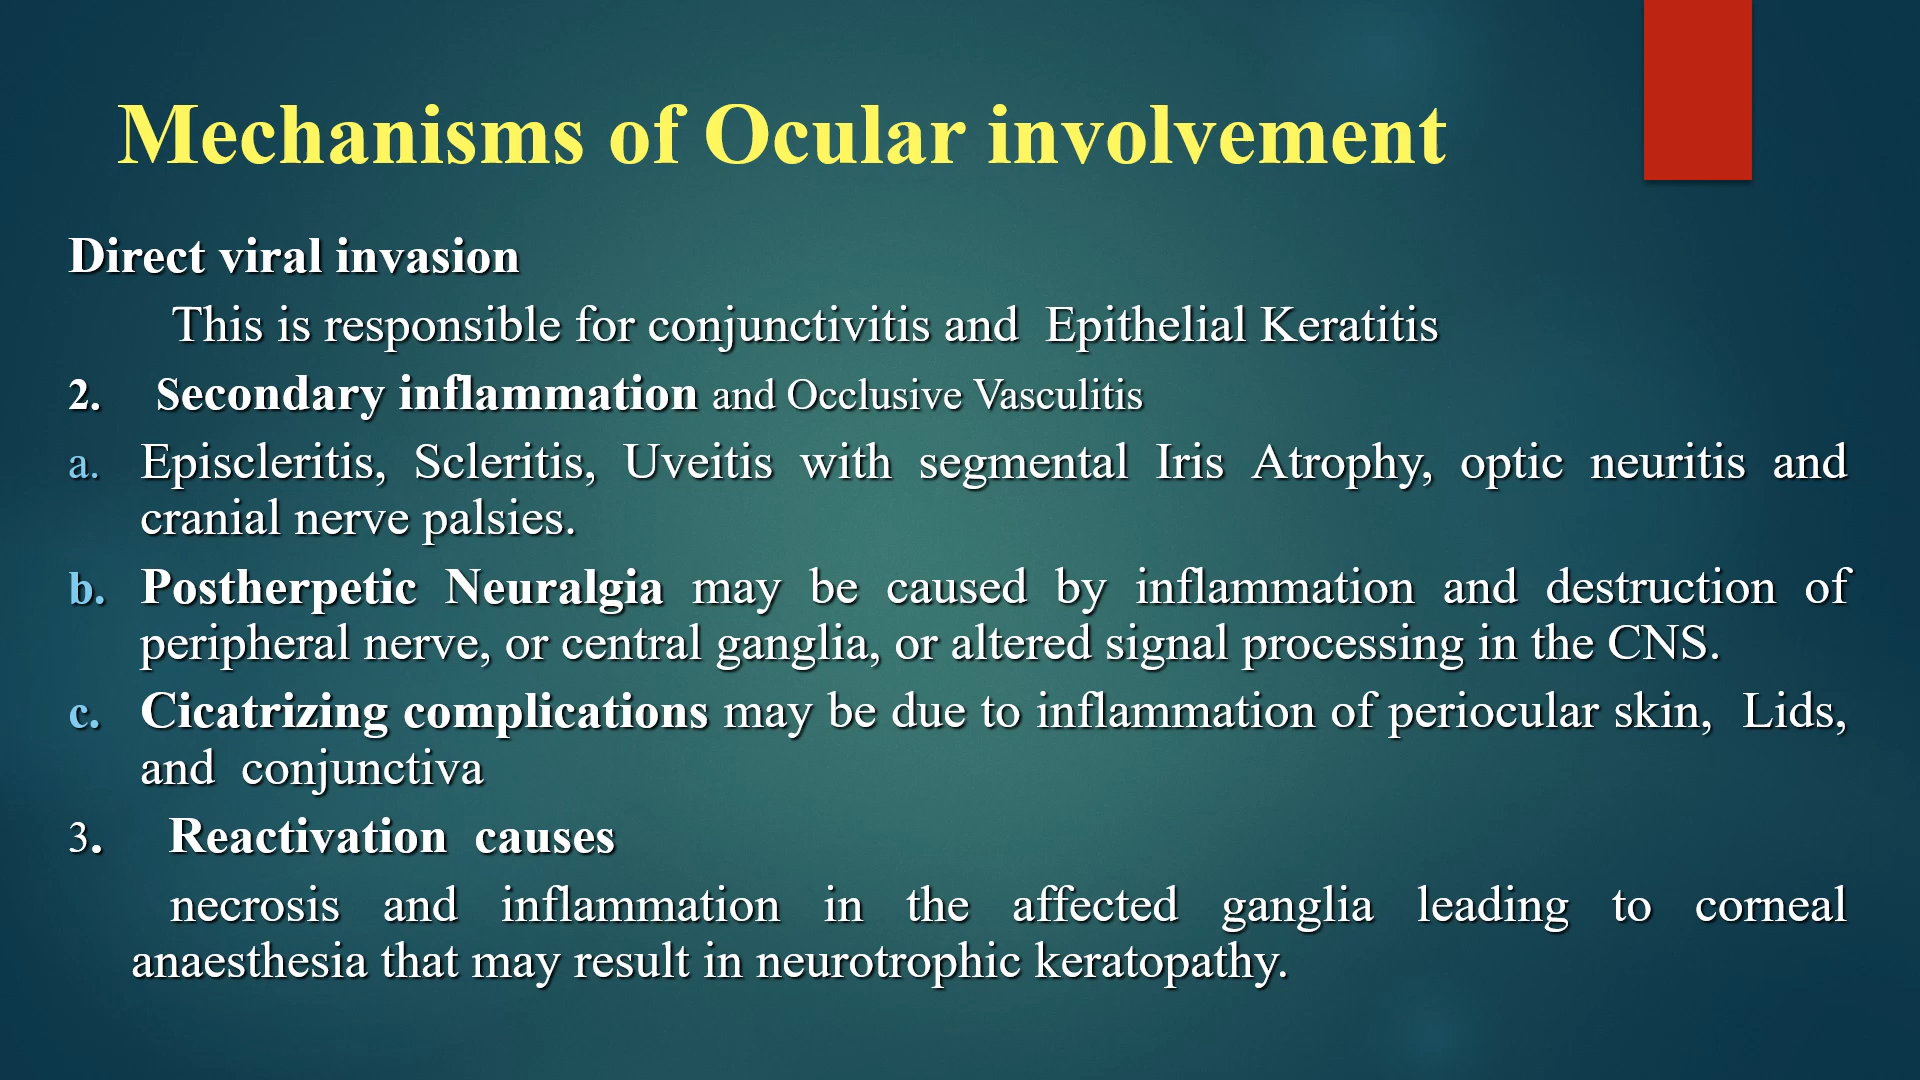 Mechanisms of Ocular involvement
Direct viral invasion
This is responsible for conjunctivitis and Epithelial Keratitis
2. Secondary inflammation and Occlusive Vasculitis
a. Episcleritis, Scleritis, Uveitis with segmental Iris Atrophy, optic neuritis and
cranial nerve palsies.
b. Postherpetic Neuralgia may be caused by inflammation and destruction of
peripheral nerve, or central ganglia, or altered signal processing in the CNS.
c. Cicatrizing complications may be due to inflammation of periocular skin, Lids,
and conjunctiva
3. Reactivation causes
necrosis and inflammation in the affected ganglia leading to corneal
anaesthesia that may result in neurotrophic keratopathy.